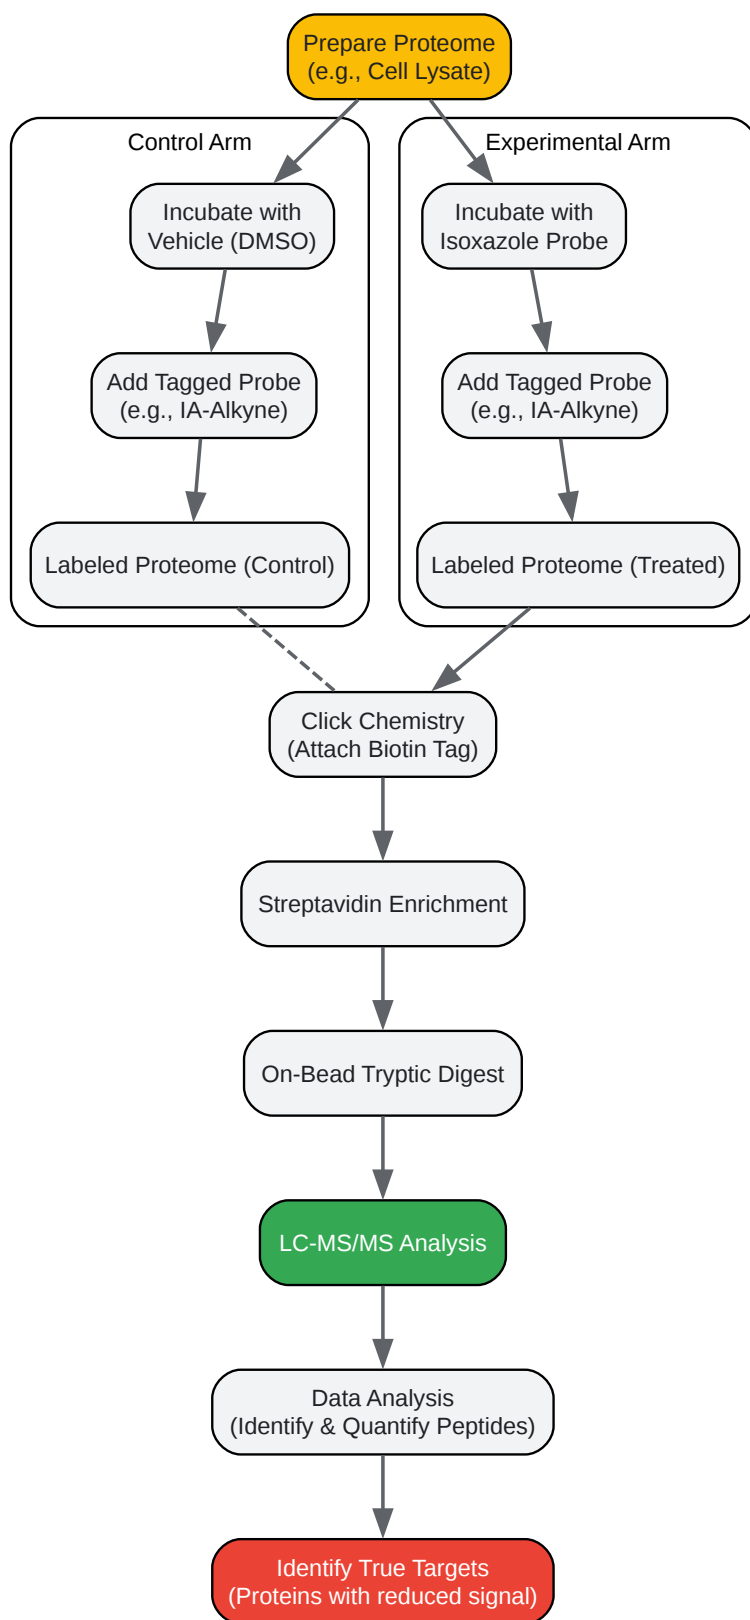 Prepare Proteome
(e.g., Cell Lysate)
Control Arm
Incubate with
Vehicle (DMSO)
Add Tagged Probe
(e.g., IA-Alkyne)
Labeled Proteome (Control)
Experimental Arm
Incubate with
Isoxazole Probe
Add Tagged Probe
(e.g., IA-Alkyne)
Labeled Proteome (Treated)
Click Chemistry
(Attach Biotin Tag)
Streptavidin Enrichment
On-Bead Tryptic Digest
LC-MS/MS Analysis
Data Analysis
(Identify & Quantify Peptides)
Identify True Targets
(Proteins with reduced signal)